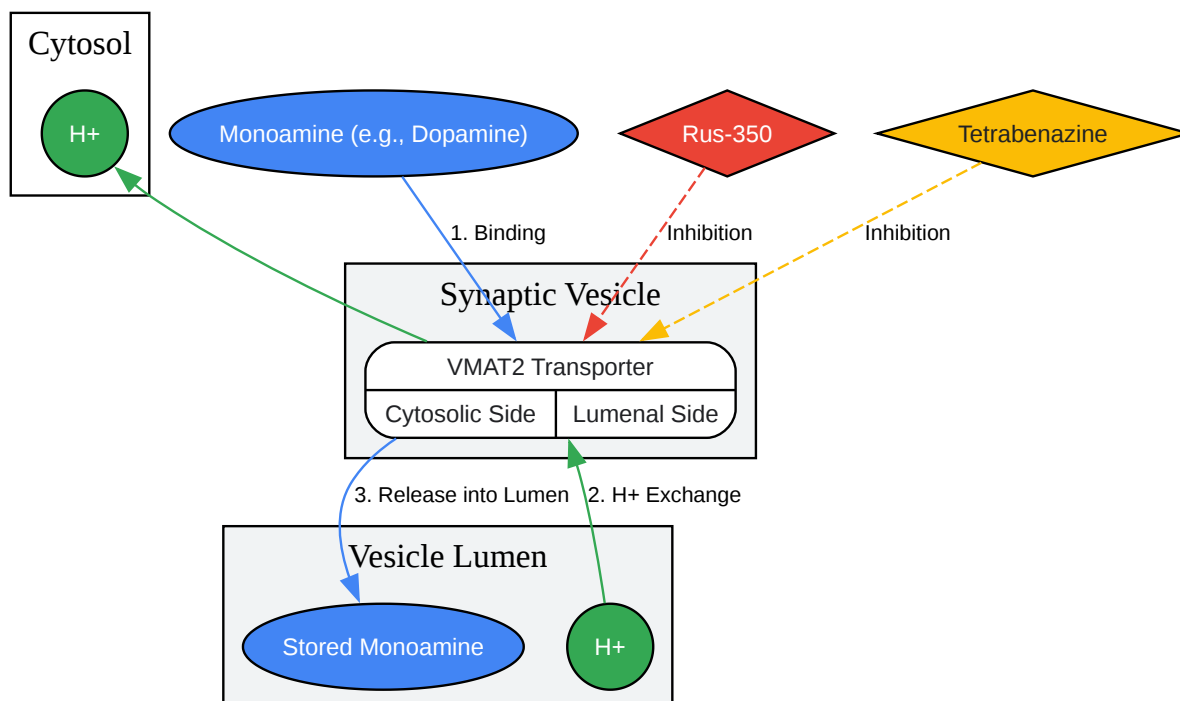 Cytosol
H+
Monoamine (e.g., Dopamine)
Rus-350
Tetrabenazine
1. Binding
Inhibition
Inhibition
Synaptic Vesicle
VMAT2 Transporter
Cytosolic Side
Lumenal Side
3. Release into Lumen
2. H+ Exchange
Vesicle Lumen
Stored Monoamine
H+